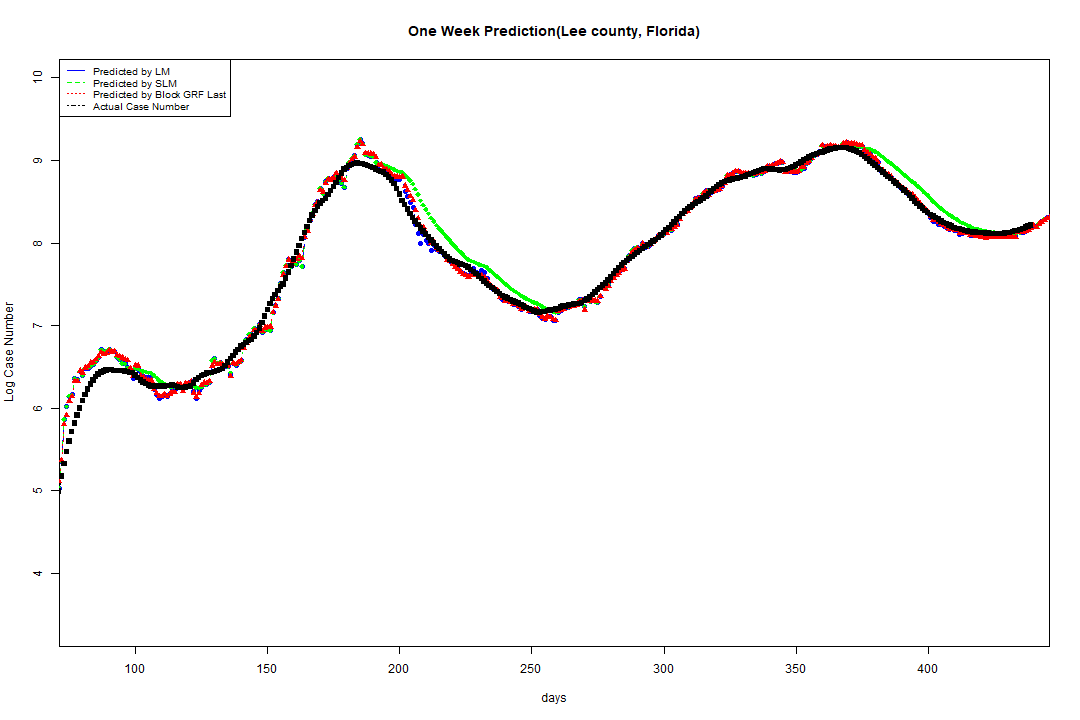 One Week Prediction(Lee county, Florida)
Predicted by LM
Predicted by SLM
Predicted by Block GRF Last
Actual Case Number
10
9
8
7
6
5
4
Log Case Number
100 150 200 250 300 350 400
days